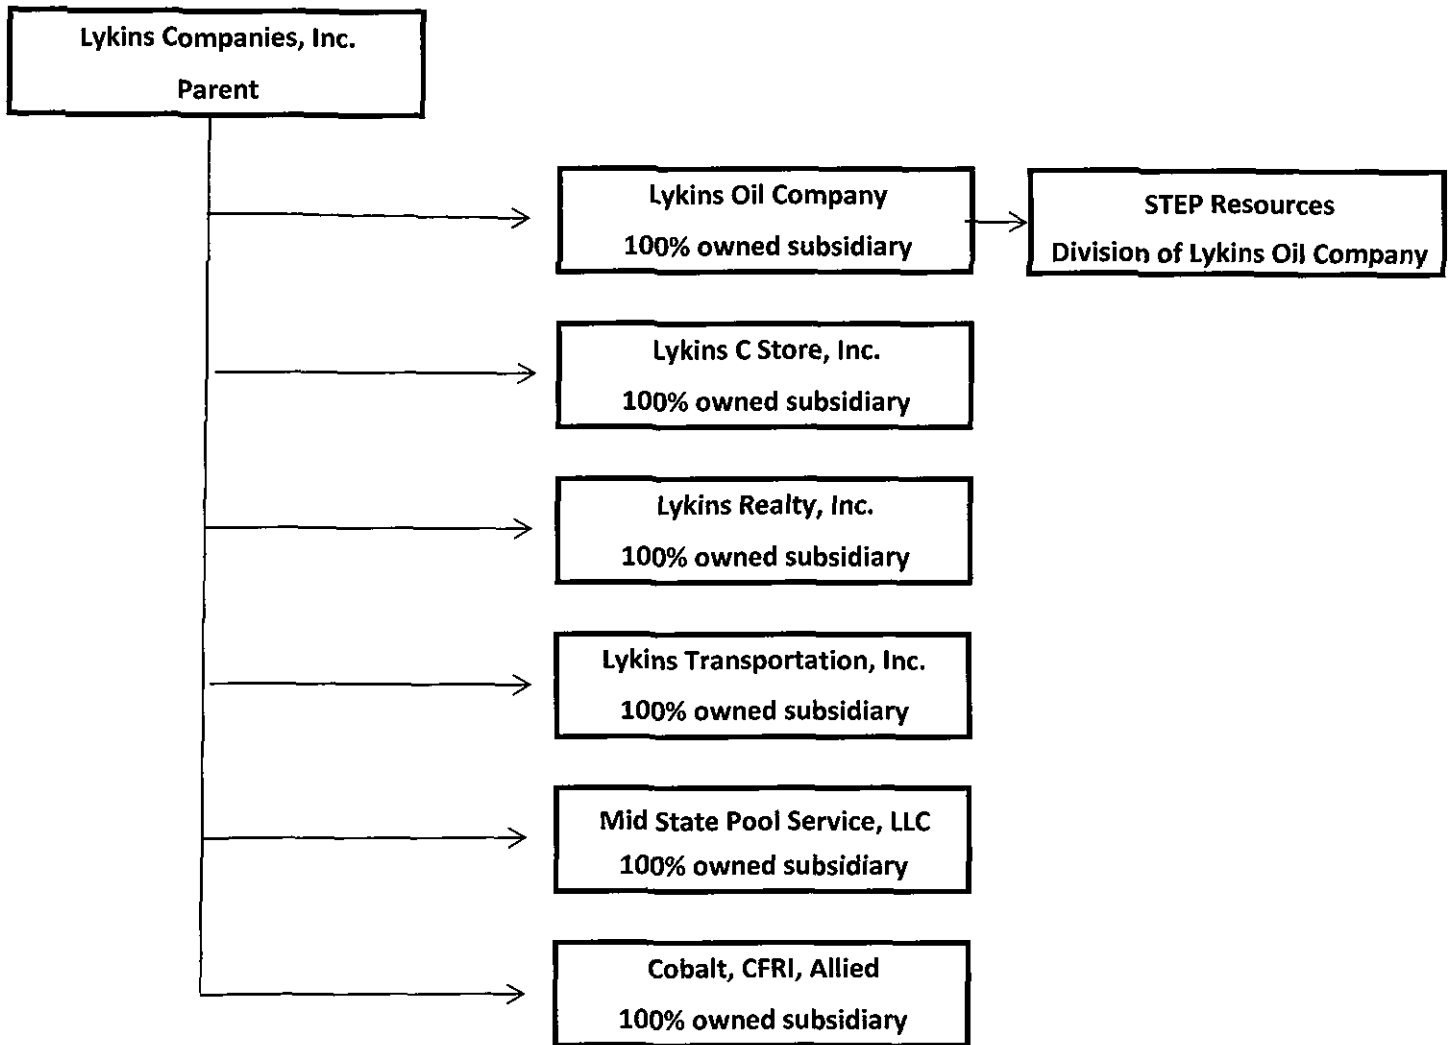 Lykins Companies, Inc.
Parent
Lykins Oil Company
100% owned subsidiary
STEP Resources
Division of Lykins Oil Company
Lykins C Store, Inc.
100% owned subsidiary
Lykins Realty, Inc.
100% owned subsidiary
Lykins Transportation, Inc.
100% owned subsidiary
Mid State Pool Service, LLC
100% owned subsidiary
Cobalt, CFRI, Allied
100% owned subsidiary